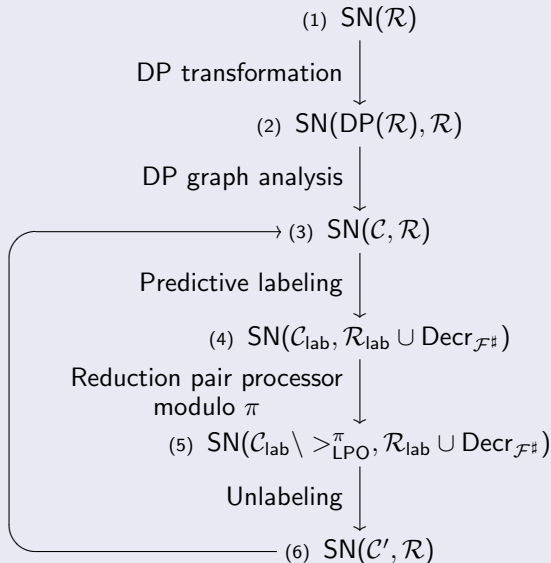 (1) SN(ℛ)
DP transformation
(2) SN(DP(ℛ), ℛ)
DP graph analysis
(3) SN(𝒞, ℛ)
Predictive labeling
(4) SN(𝒞_lab, ℛ_lab ∪ Decr_ℱ♯)
Reduction pair processor
modulo π
(5) SN(𝒞_lab\ >^π_LPO, ℛ_lab ∪ Decr_ℱ♯)
Unlabeling
(6) SN(𝒞′, ℛ)